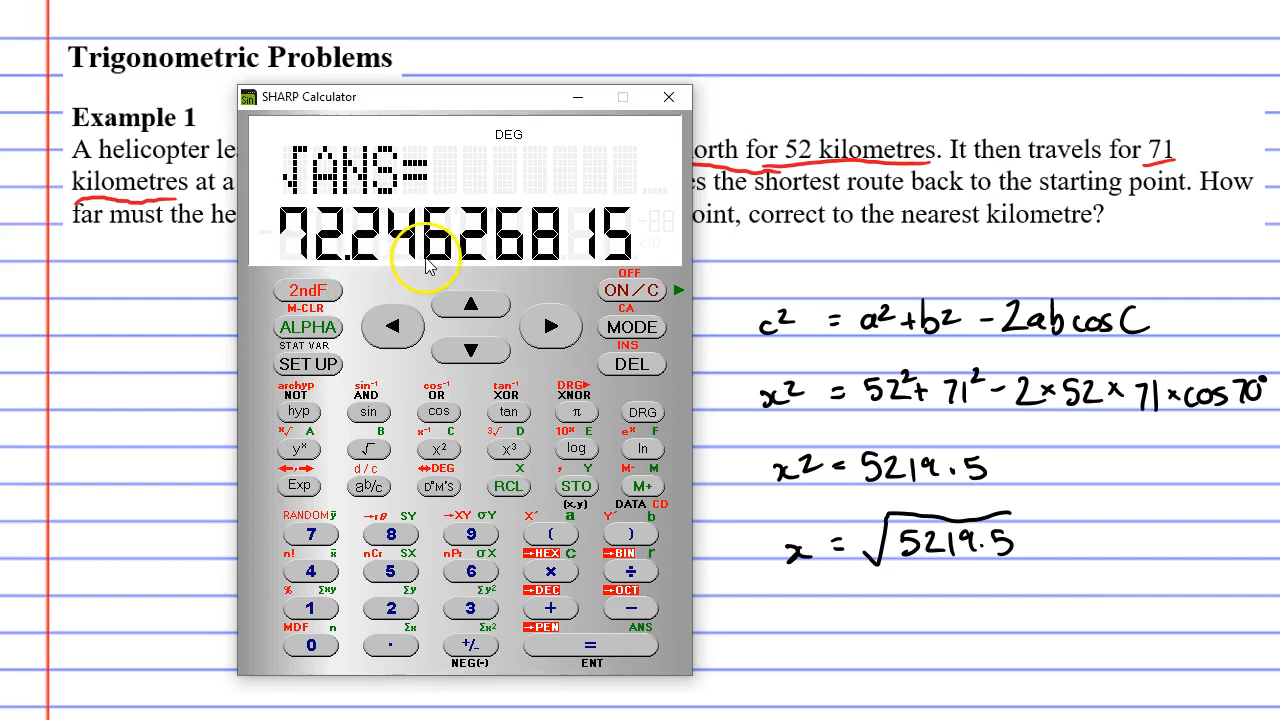 Trigonometric Problems
Example 1
A helicopter le orth for 52 kilometres. It then travels for 71
kilometres at a s the shortest route back to the starting point. How
far must the he oint, correct to the nearest kilometre?
SHARP Calculator
DEG
√ANS=
72.24626815
c² = a² + b² - 2ab cos C
x² = 52² + 71² - 2 × 52 × 71 × cos 70°
x² = 5219.5
x = √5219.5
OFF
2ndF ON/C
M-CLR CA
ALPHA MODE
STAT VAR INS
SET UP DEL
archyp sin⁻¹ cos⁻¹ tan⁻¹ DRG▶
NOT AND OR XOR XNOR
hyp sin cos tan π DRG
ˣ√ A B x⁻¹ C ³√ D 10ˣ E eˣ F
yˣ √ x² x³ log ln
←,→ d/c ↔DEG X , Y M- M
Exp ab/c D°M'S RCL STO M+
(x,y) DATA CD
RANDOM ȳ →rθ SY →XY σY X´ a Y´ b
7 8 9 ( )
n! x̄ nCr SX nPr σX →HEX c →BIN r
4 5 6 × ÷
% Σxy Σy Σy² →DEC →OCT
1 2 3 + −
MDF n Σx Σx² →PEN ANS
0 · +/- =
NEG(-) ENT